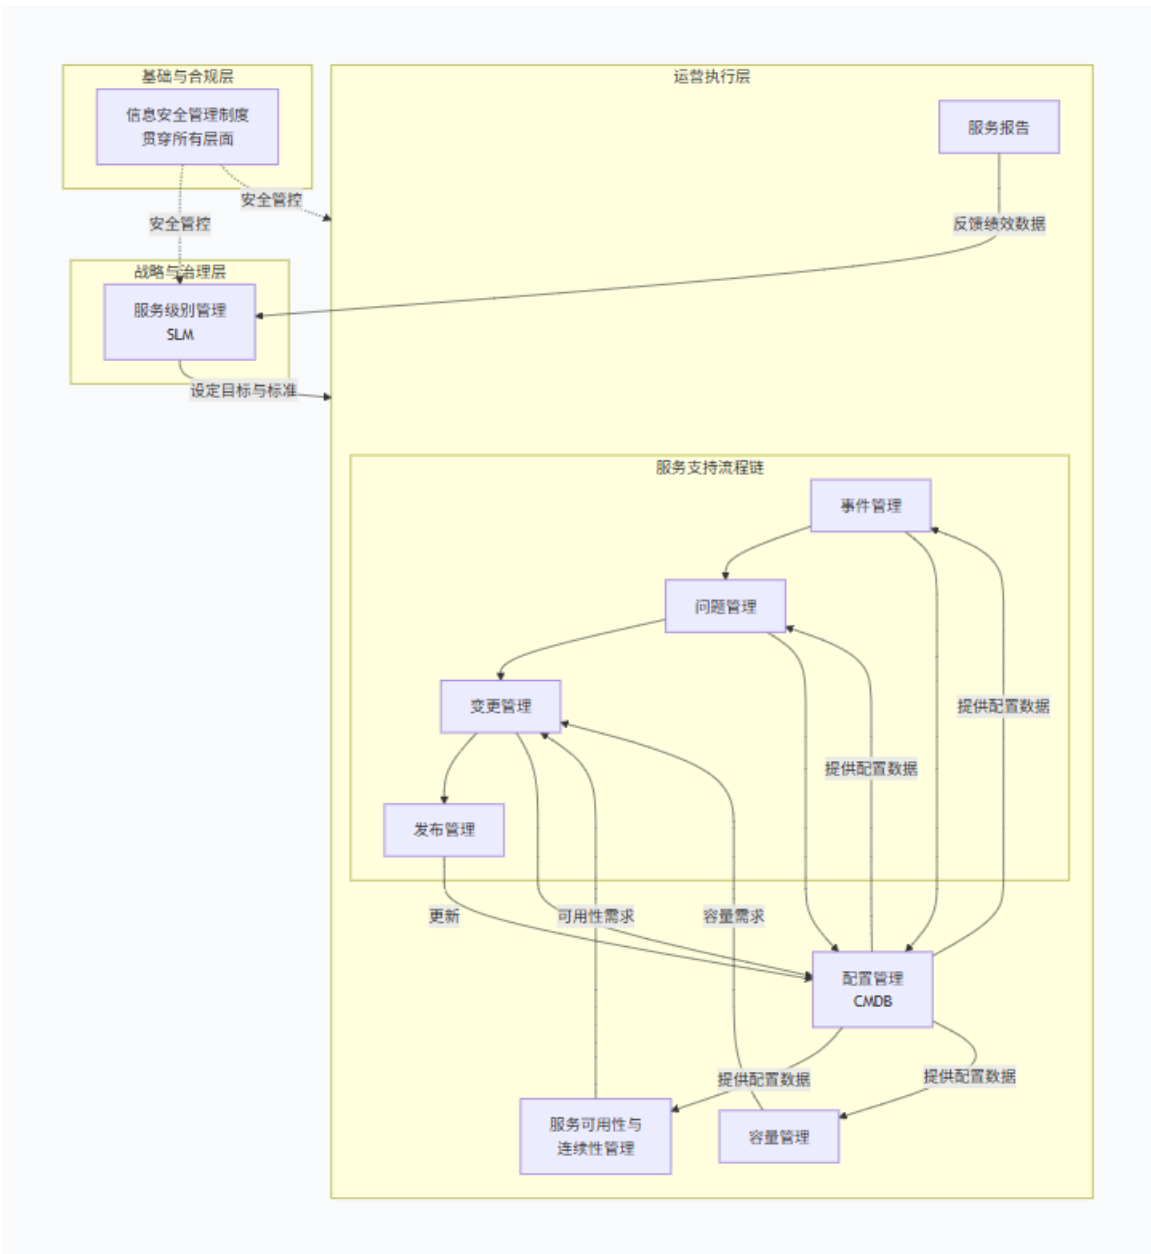 基础与合规层
信息安全管理制度
贯穿所有层面
运营执行层
服务报告
安全管控
安全管控
反馈绩效数据
战略与治理层
服务级别管理
SLM
设定目标与标准
服务支持流程链
事件管理
问题管理
变更管理
提供配置数据
提供配置数据
发布管理
更新
可用性需求
容量需求
配置管理
CMDB
提供配置数据
提供配置数据
服务可用性与
连续性管理
容量管理